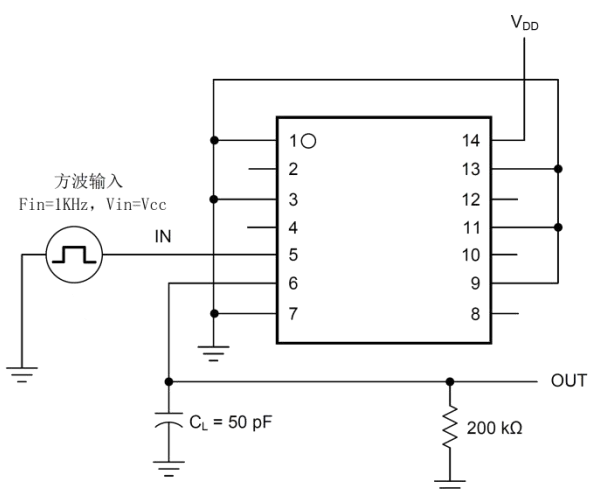 VDD
1 14
2 13
方波输入
Fin=1KHz，Vin=Vcc
3 12
IN
4 11
5 10
6 9
7 8
OUT
CL = 50 pF
200 kΩ